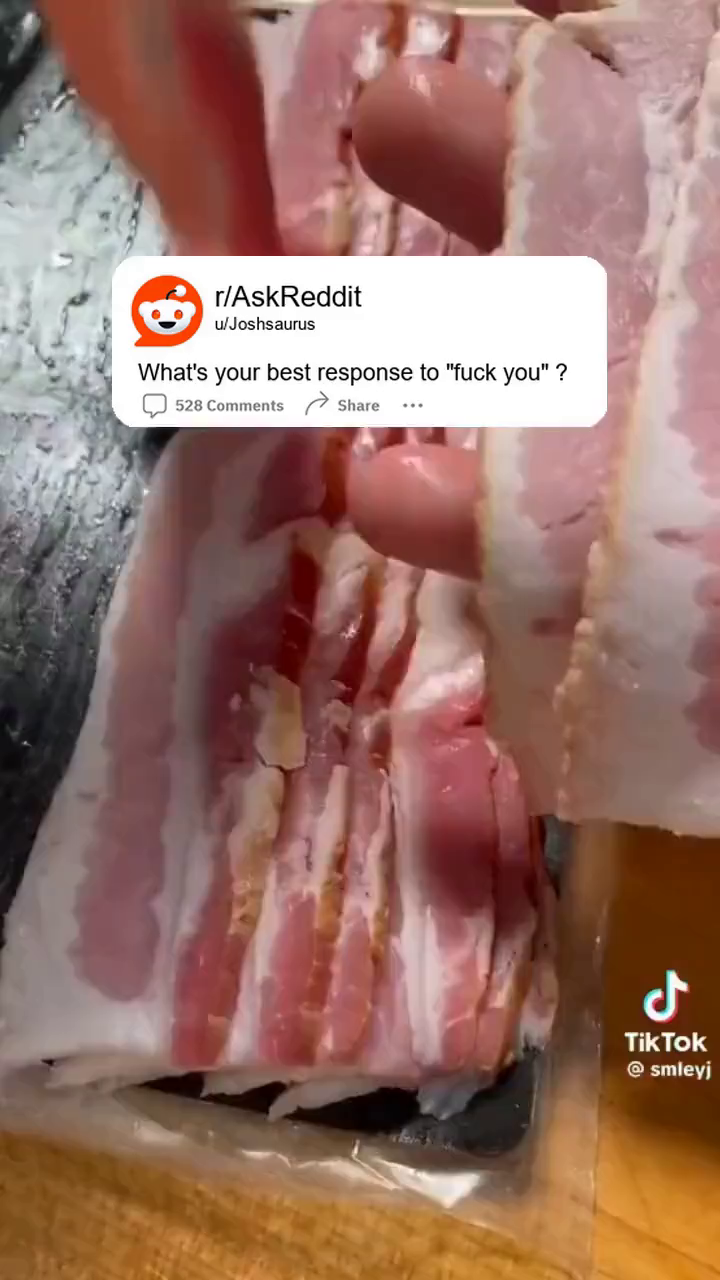 r/AskReddit
u/Joshsaurus
What's your best response to "fuck you" ?
528 Comments Share
TikTok
@ smleyj